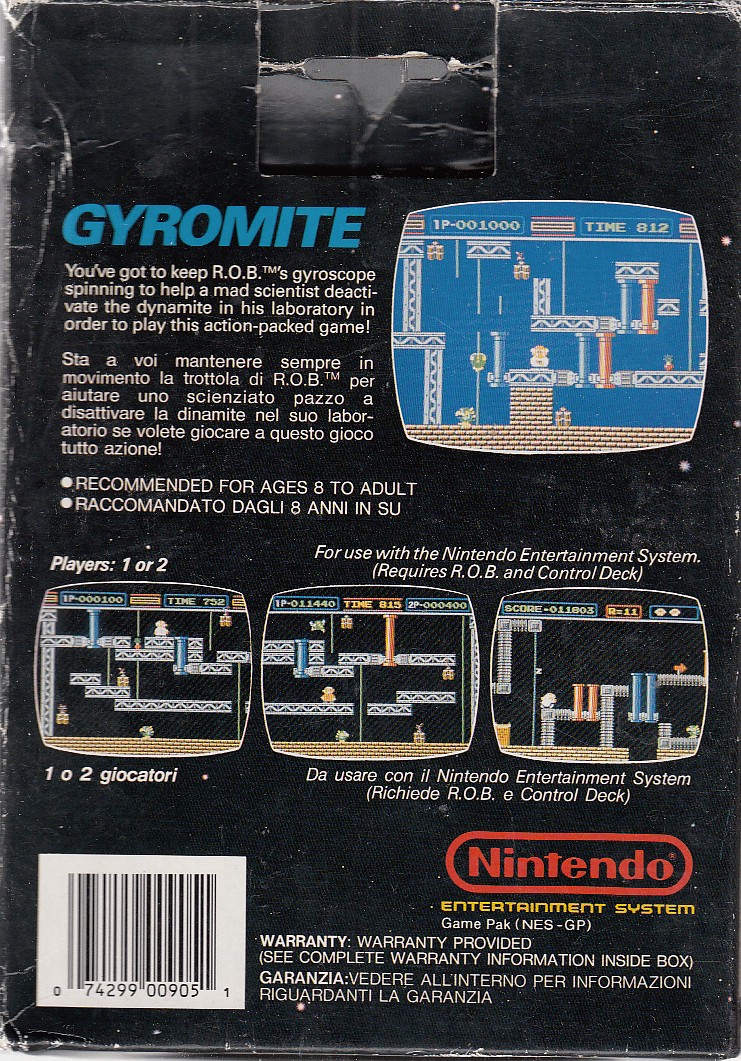 GYROMITE
You've got to keep R.O.B.™'s gyroscope
spinning to help a mad scientist deacti-
vate the dynamite in his laboratory in
order to play this action-packed game!
Sta a voi mantenere sempre in
movimento la trottola di R.O.B.™ per
aiutare uno scienziato pazzo a
disattivare la dinamite nel suo labor-
atorio se volete giocare a questo gioco
tutto azione!
1P-001000 TIME 812
●RECOMMENDED FOR AGES 8 TO ADULT
●RACCOMANDATO DAGLI 8 ANNI IN SU
Players: 1 or 2
For use with the Nintendo Entertainment System.
(Requires R.O.B. and Control Deck)
1P-000100 TIME 752
1P-011440 TIME 815 2P-000400
SCORE-011803 R=11
Z
1 o 2 giocatori
Da usare con il Nintendo Entertainment System
(Richiede R.O.B. e Control Deck)
Nintendo®
ENTERTAINMENT SYSTEM
Game Pak (NES-GP)
WARRANTY: WARRANTY PROVIDED
(SEE COMPLETE WARRANTY INFORMATION INSIDE BOX)
GARANZIA:VEDERE ALL'INTERNO PER INFORMAZIONI
RIGUARDANTI LA GARANZIA
0 74299 00905 1